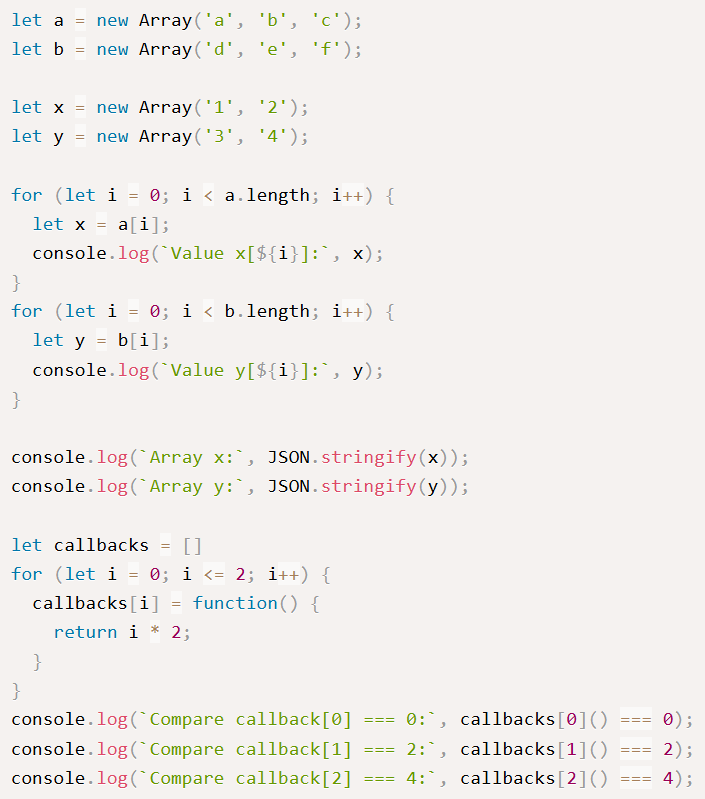 let a = new Array('a', 'b', 'c');
let b = new Array('d', 'e', 'f');

let x = new Array('1', '2');
let y = new Array('3', '4');

for (let i = 0; i < a.length; i++) {
  let x = a[i];
  console.log(`Value x[${i}]:`, x);
}
for (let i = 0; i < b.length; i++) {
  let y = b[i];
  console.log(`Value y[${i}]:`, y);
}

console.log(`Array x:`, JSON.stringify(x));
console.log(`Array y:`, JSON.stringify(y));

let callbacks = []
for (let i = 0; i <= 2; i++) {
  callbacks[i] = function() {
    return i * 2;
  }
}
console.log(`Compare callback[0] === 0:`, callbacks[0]() === 0);
console.log(`Compare callback[1] === 2:`, callbacks[1]() === 2);
console.log(`Compare callback[2] === 4:`, callbacks[2]() === 4);